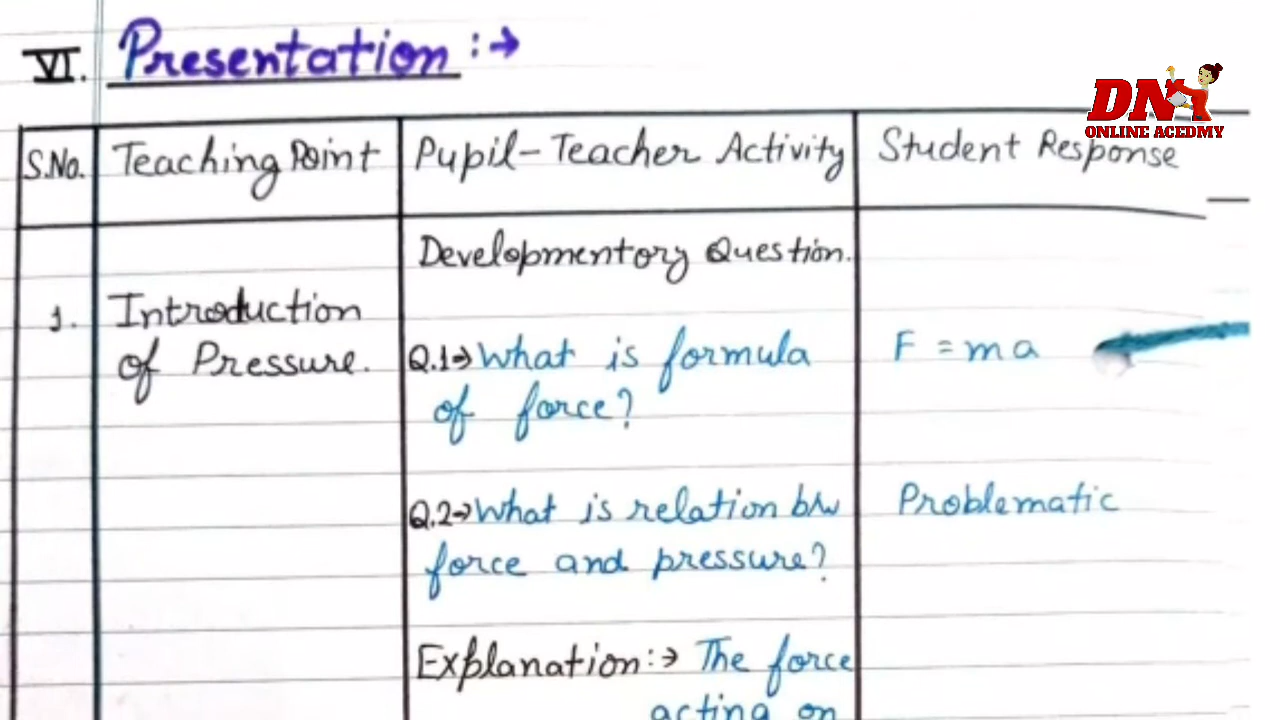 VI. Presentation :→
DN
ONLINE ACEDMY
S.No. Teaching Point Pupil-Teacher Activity Student Response
Developmentory Question.
1. Introduction
of Pressure.
Q.1→ What is formula F = ma
of force?
Q.2→ What is relation b/w Problematic
force and pressure?
Explanation:→ The force
acting on